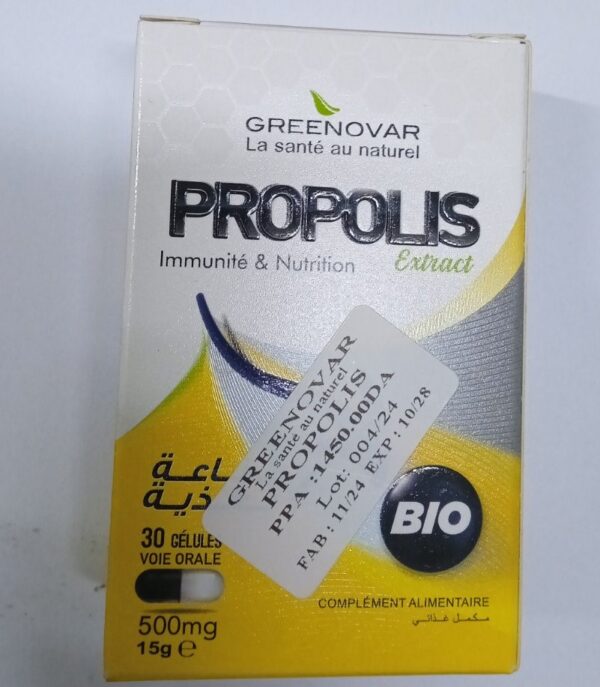 GREENOVAR
La santé au naturel
PROPOLIS
Immunité & Nutrition
Extract
GREENOVAR
La santé au naturel
PROPOLIS
PPA :1450.00DA
Lot: 004/24
FAB : 11/24 EXP : 10/28
30 GÉLULES
VOIE ORALE
BIO
500mg
15g e
COMPLÉMENT ALIMENTAIRE
مكمل غذائي